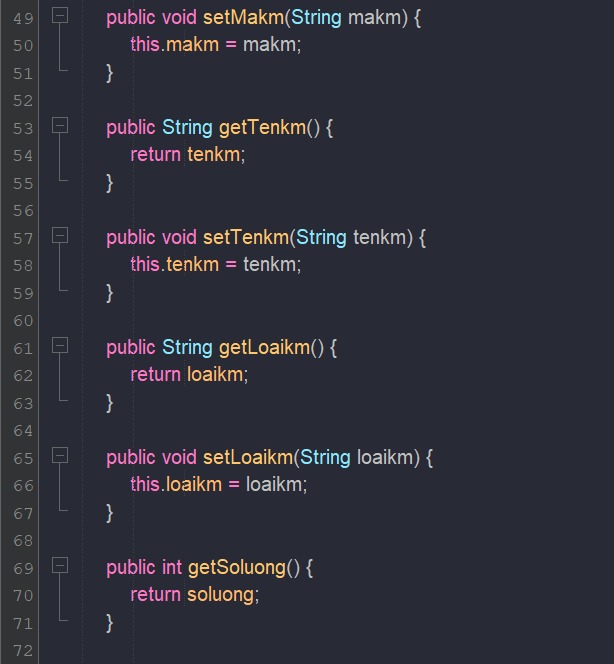 49 public void setMakm(String makm) {
50 this.makm = makm;
51 }
52
53 public String getTenkm() {
54 return tenkm;
55 }
56
57 public void setTenkm(String tenkm) {
58 this.tenkm = tenkm;
59 }
60
61 public String getLoaikm() {
62 return loaikm;
63 }
64
65 public void setLoaikm(String loaikm) {
66 this.loaikm = loaikm;
67 }
68
69 public int getSoluong() {
70 return soluong;
71 }
72